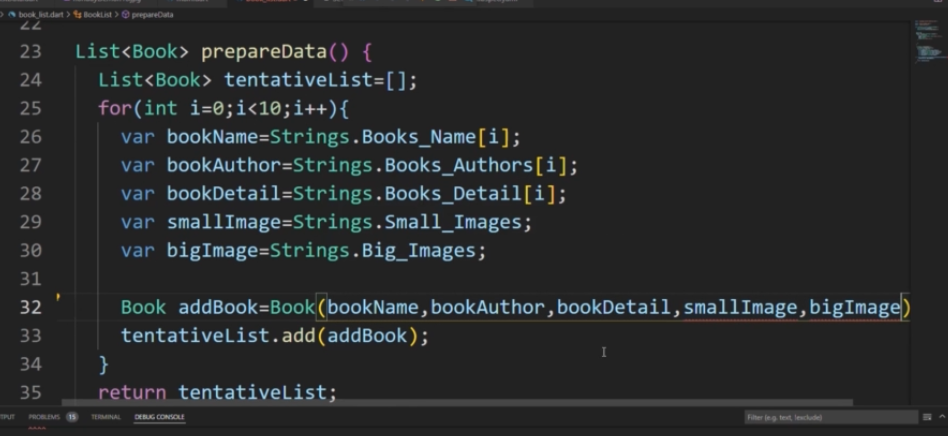 book_list.dart > BookList > prepareData
22
23 List<Book> prepareData() {
24 List<Book> tentativeList=[];
25 for(int i=0;i<10;i++){
26 var bookName=Strings.Books_Name[i];
27 var bookAuthor=Strings.Books_Authors[i];
28 var bookDetail=Strings.Books_Detail[i];
29 var smallImage=Strings.Small_Images;
30 var bigImage=Strings.Big_Images;
31
32 Book addBook=Book(bookName,bookAuthor,bookDetail,smallImage,bigImage)
33 tentativeList.add(addBook);
34 }
35 return tentativeList;
TPUT PROBLEMS 15 TERMINAL DEBUG CONSOLE Filter (e.g. text, !exclude)